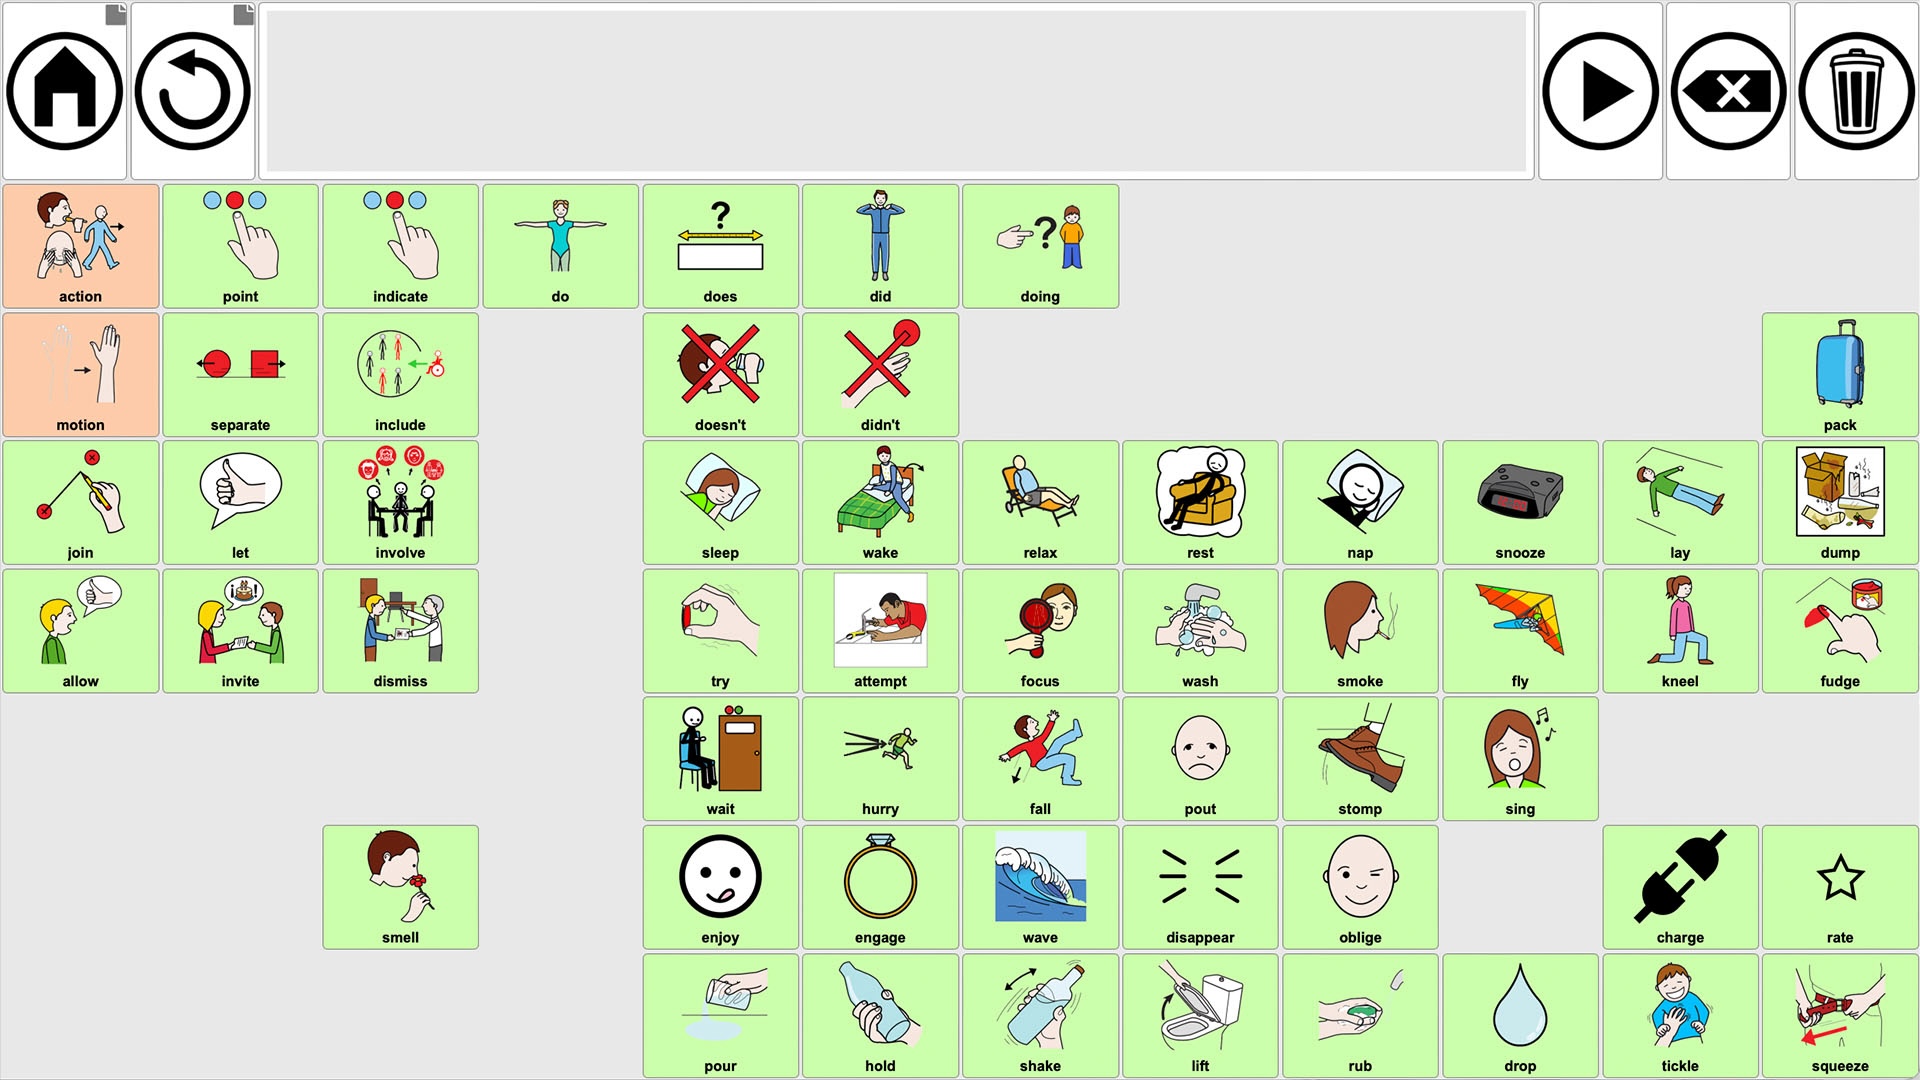 action
point
indicate
do
does
did
doing
motion
separate
include
doesn't
didn't
pack
join
let
involve
sleep
wake
relax
rest
nap
snooze
lay
dump
allow
invite
dismiss
try
attempt
focus
wash
smoke
fly
kneel
fudge
wait
hurry
fall
pout
stomp
sing
smell
enjoy
engage
wave
disappear
oblige
charge
rate
pour
hold
shake
lift
rub
drop
tickle
squeeze